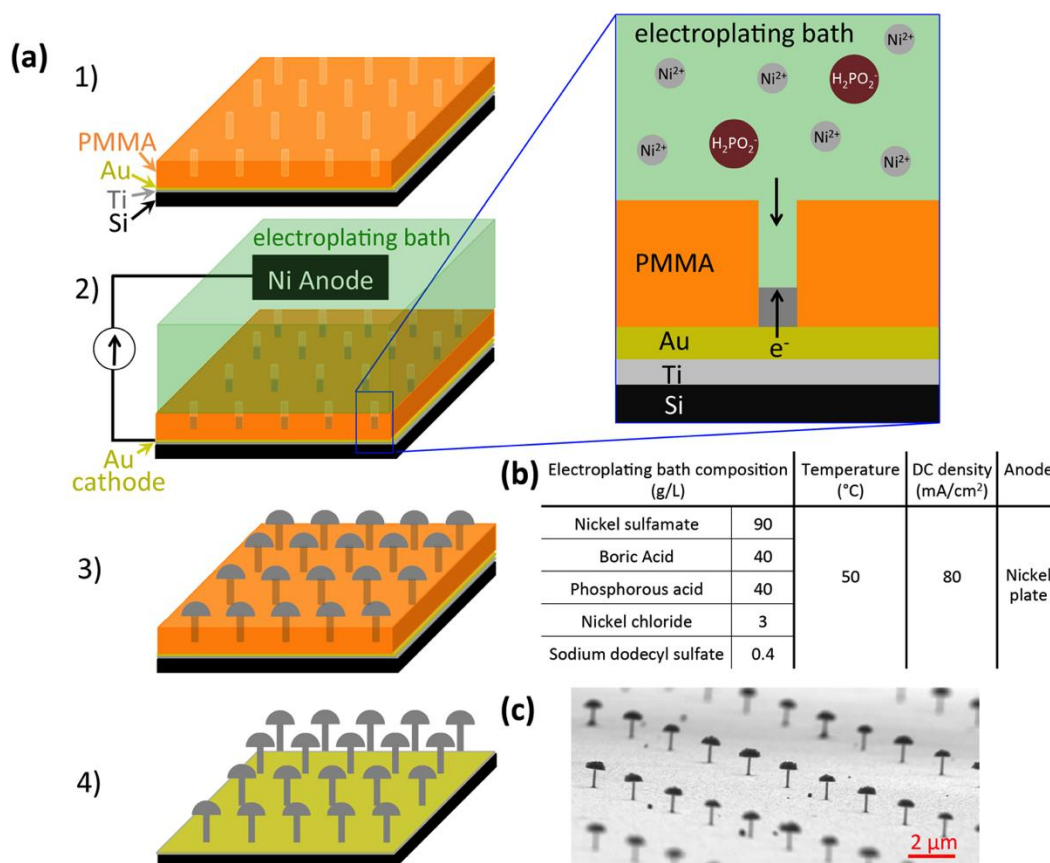 (a)
1)
PMMA
Au
Ti
Si
electroplating bath
Ni Anode
2)
Au
cathode
3)
4)
electroplating bath
Ni2+
Ni2+
Ni2+
H2PO2-
H2PO2-
Ni2+
Ni2+
Ni2+
PMMA
e-
Au
Ti
Si
(b)
Electroplating bath composition (g/L) Temperature (°C) DC density (mA/cm2) Anode
Nickel sulfamate 90
Boric Acid 40
50 80 Nickel plate
Phosphorous acid 40
Nickel chloride 3
Sodium dodecyl sulfate 0.4
(c)
2 µm